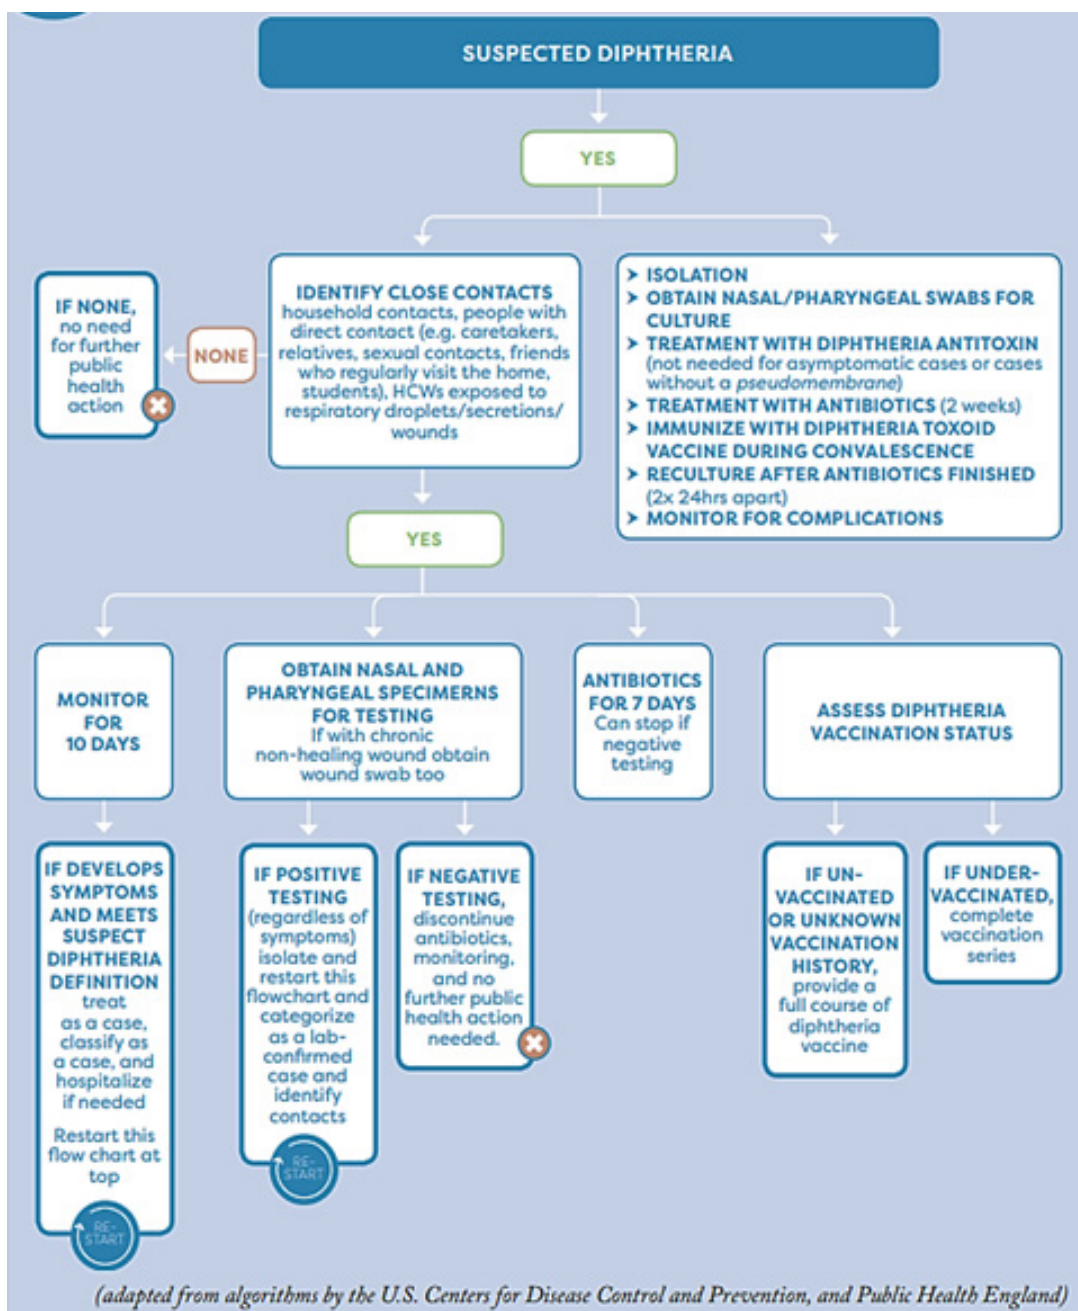 SUSPECTED DIPHTHERIA
YES
IF NONE,
no need
for further
public
health
action
NONE
IDENTIFY CLOSE CONTACTS
household contacts, people with
direct contact (e.g. caretakers,
relatives, sexual contacts, friends
who regularly visit the home,
students), HCWs exposed to
respiratory droplets/secretions/
wounds
➤ ISOLATION
➤ OBTAIN NASAL/PHARYNGEAL SWABS FOR
CULTURE
➤ TREATMENT WITH DIPHTHERIA ANTITOXIN
(not needed for asymptomatic cases or cases
without a pseudomembrane)
➤ TREATMENT WITH ANTIBIOTICS (2 weeks)
➤ IMMUNIZE WITH DIPHTHERIA TOXOID
VACCINE DURING CONVALESCENCE
➤ RECULTURE AFTER ANTIBIOTICS FINISHED
(2x 24hrs apart)
➤ MONITOR FOR COMPLICATIONS
YES
MONITOR
FOR
10 DAYS
OBTAIN NASAL AND
PHARYNGEAL SPECIMERNS
FOR TESTING
If with chronic
non-healing wound obtain
wound swab too
ANTIBIOTICS
FOR 7 DAYS
Can stop if
negative
testing
ASSESS DIPHTHERIA
VACCINATION STATUS
IF DEVELOPS
SYMPTOMS
AND MEETS
SUSPECT
DIPHTHERIA
DEFINITION
treat
as a case,
classify as
a case, and
hospitalize
if needed
Restart this
flow chart at
top
RE-
START
IF POSITIVE
TESTING
(regardless of
symptoms)
isolate and
restart this
flowchart and
categorize
as a lab-
confirmed
case and
identify
contacts
RE-
START
IF NEGATIVE
TESTING,
discontinue
antibiotics,
monitoring,
and no
further public
health action
needed.
IF UN-
VACCINATED
OR UNKNOWN
VACCINATION
HISTORY,
provide a
full course of
diphtheria
vaccine
IF UNDER-
VACCINATED,
complete
vaccination
series
(adapted from algorithms by the U.S. Centers for Disease Control and Prevention, and Public Health England)